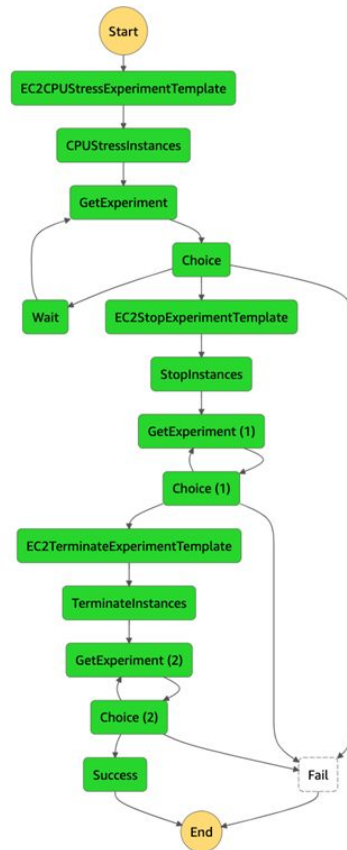 Start
EC2CPUStressExperimentTemplate
CPUStressInstances
GetExperiment
Choice
Wait
EC2StopExperimentTemplate
StopInstances
GetExperiment (1)
Choice (1)
EC2TerminateExperimentTemplate
TerminateInstances
GetExperiment (2)
Choice (2)
Success
Fail
End